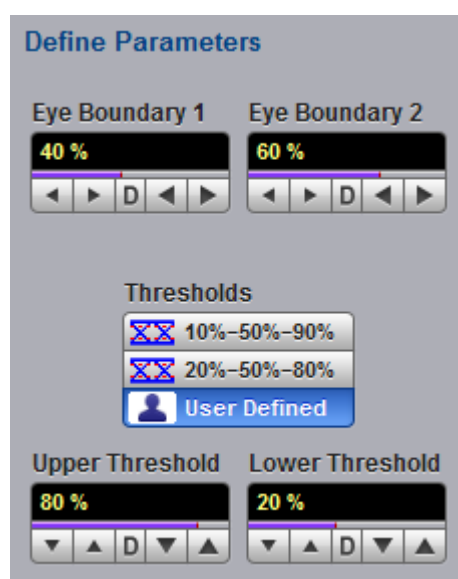 Define Parameters
Eye Boundary 1 Eye Boundary 2
40 % 60 %
D D
Thresholds
10%-50%-90%
20%-50%-80%
User Defined
Upper Threshold Lower Threshold
80 % 20 %
D D